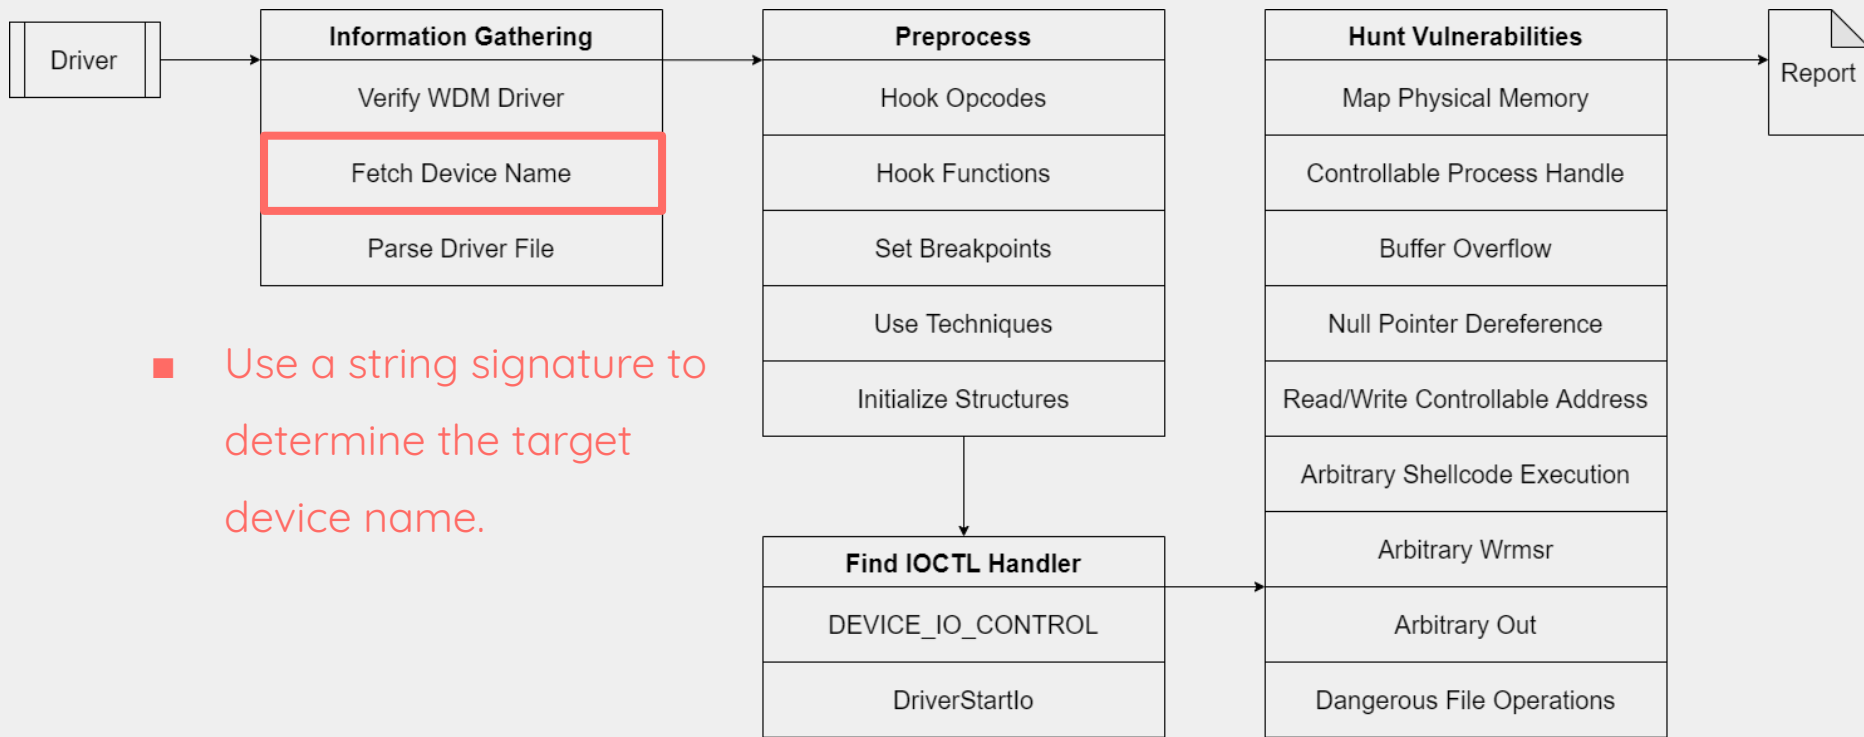 Driver
Information Gathering
Verify WDM Driver
Fetch Device Name
Parse Driver File
Use a string signature to
determine the target
device name.
Preprocess
Hook Opcodes
Hook Functions
Set Breakpoints
Use Techniques
Initialize Structures
Find IOCTL Handler
DEVICE_IO_CONTROL
DriverStartIo
Hunt Vulnerabilities
Map Physical Memory
Controllable Process Handle
Buffer Overflow
Null Pointer Dereference
Read/Write Controllable Address
Arbitrary Shellcode Execution
Arbitrary Wrmsr
Arbitrary Out
Dangerous File Operations
Report